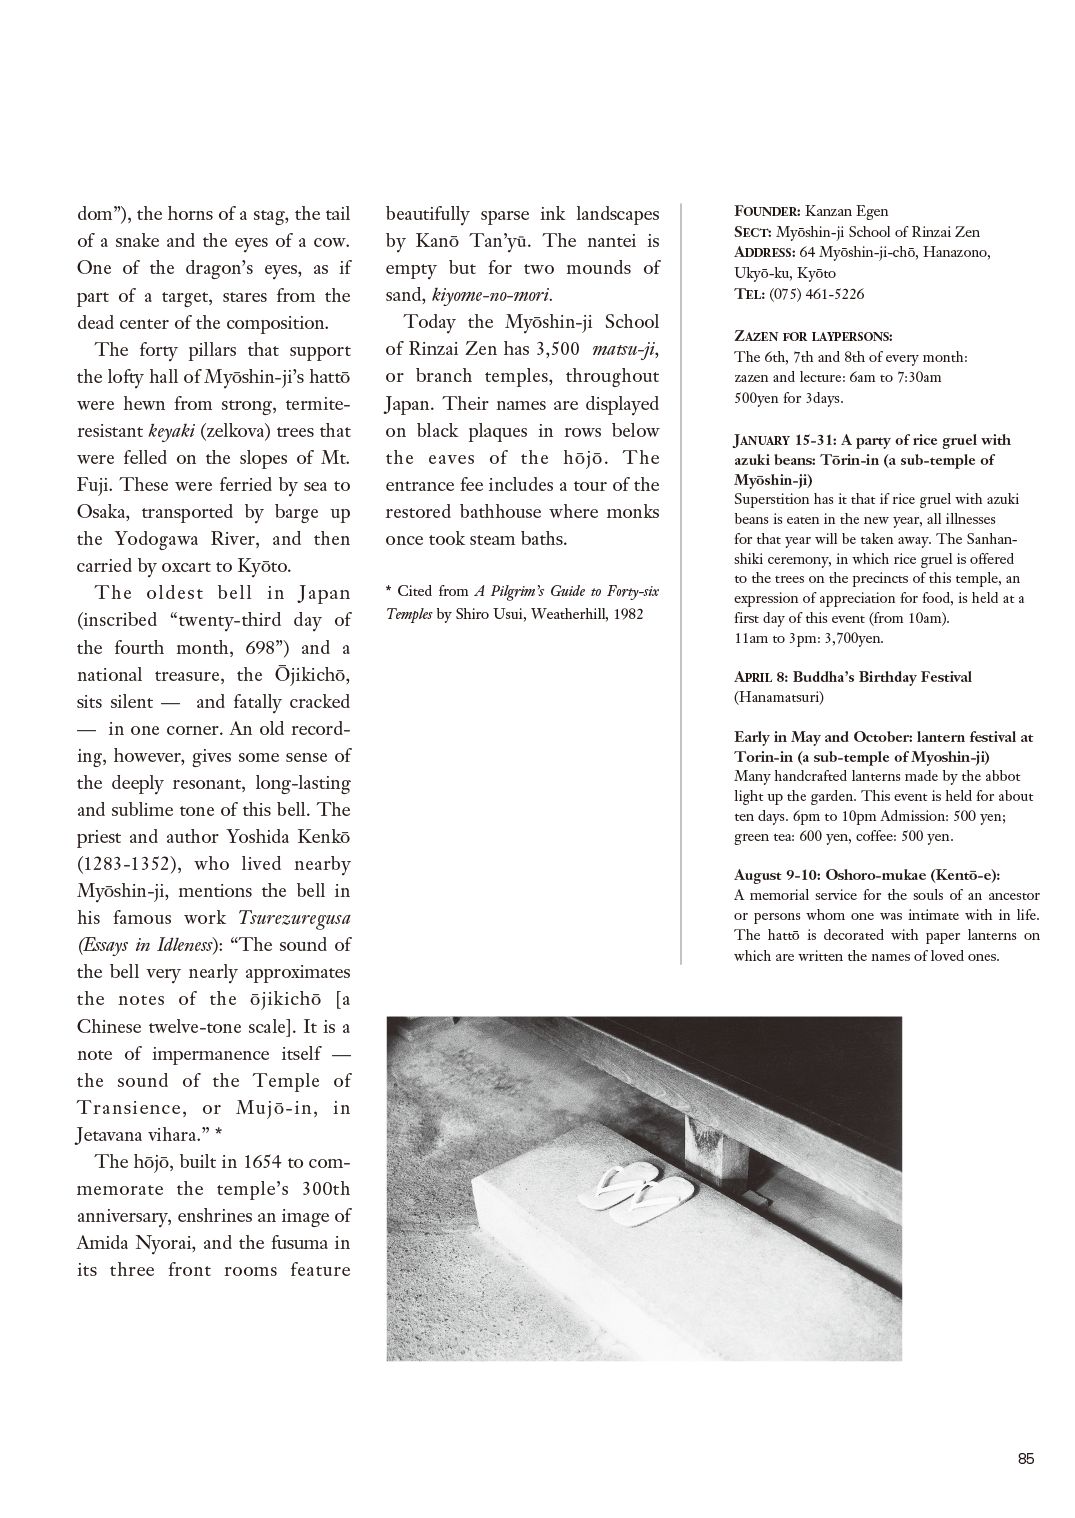 dom”), the horns of a stag, the tail
of a snake and the eyes of a cow.
One of the dragon’s eyes, as if
part of a target, stares from the
dead center of the composition.
The forty pillars that support
the lofty hall of Myōshin-ji’s hattō
were hewn from strong, termite-
resistant keyaki (zelkova) trees that
were felled on the slopes of Mt.
Fuji. These were ferried by sea to
Osaka, transported by barge up
the Yodogawa River, and then
carried by oxcart to Kyōto.
The oldest bell in Japan
(inscribed “twenty-third day of
the fourth month, 698”) and a
national treasure, the Ōjikichō,
sits silent — and fatally cracked
— in one corner. An old record-
ing, however, gives some sense of
the deeply resonant, long-lasting
and sublime tone of this bell. The
priest and author Yoshida Kenkō
(1283-1352), who lived nearby
Myōshin-ji, mentions the bell in
his famous work Tsurezuregusa
(Essays in Idleness): “The sound of
the bell very nearly approximates
the notes of the ōjikichō [a
Chinese twelve-tone scale]. It is a
note of impermanence itself —
the sound of the Temple of
Transience, or Mujō-in, in
Jetavana vihara.” *
The hōjō, built in 1654 to com-
memorate the temple’s 300th
anniversary, enshrines an image of
Amida Nyorai, and the fusuma in
its three front rooms feature
beautifully sparse ink landscapes
by Kanō Tan’yū. The nantei is
empty but for two mounds of
sand, kiyome-no-mori.
Today the Myōshin-ji School
of Rinzai Zen has 3,500 matsu-ji,
or branch temples, throughout
Japan. Their names are displayed
on black plaques in rows below
the eaves of the hōjō. The
entrance fee includes a tour of the
restored bathhouse where monks
once took steam baths.
* Cited from A Pilgrim’s Guide to Forty-six
Temples by Shiro Usui, Weatherhill, 1982
FOUNDER: Kanzan Egen
SECT: Myōshin-ji School of Rinzai Zen
ADDRESS: 64 Myōshin-ji-chō, Hanazono,
Ukyō-ku, Kyōto
TEL: (075) 461-5226
ZAZEN FOR LAYPERSONS:
The 6th, 7th and 8th of every month:
zazen and lecture: 6am to 7:30am
500yen for 3days.
JANUARY 15-31: A party of rice gruel with
azuki beans: Tōrin-in (a sub-temple of
Myōshin-ji)
Superstition has it that if rice gruel with azuki
beans is eaten in the new year, all illnesses
for that year will be taken away. The Sanhan-
shiki ceremony, in which rice gruel is offered
to the trees on the precincts of this temple, an
expression of appreciation for food, is held at a
first day of this event (from 10am).
11am to 3pm: 3,700yen.
APRIL 8: Buddha’s Birthday Festival
(Hanamatsuri)
Early in May and October: lantern festival at
Torin-in (a sub-temple of Myoshin-ji)
Many handcrafted lanterns made by the abbot
light up the garden. This event is held for about
ten days. 6pm to 10pm Admission: 500 yen;
green tea: 600 yen, coffee: 500 yen.
August 9-10: Oshoro-mukae (Kentō-e):
A memorial service for the souls of an ancestor
or persons whom one was intimate with in life.
The hattō is decorated with paper lanterns on
which are written the names of loved ones.
85